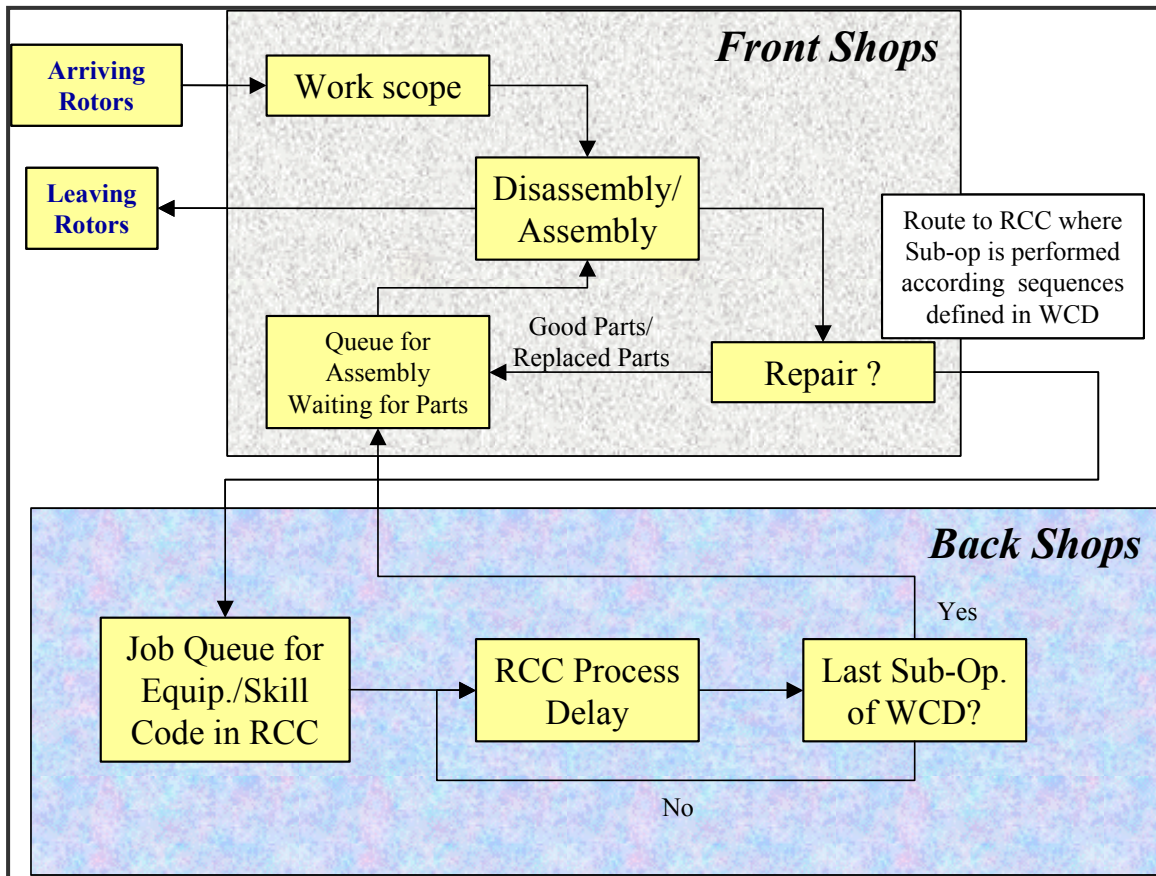 Front Shops
Arriving
Rotors
Work scope
Leaving
Rotors
Disassembly/
Assembly
Route to RCC where
Sub-op is performed
according sequences
defined in WCD
Queue for
Assembly
Waiting for Parts
Good Parts/
Replaced Parts
Repair ?
Back Shops
Yes
Job Queue for
Equip./Skill
Code in RCC
RCC Process
Delay
Last Sub-Op.
of WCD?
No